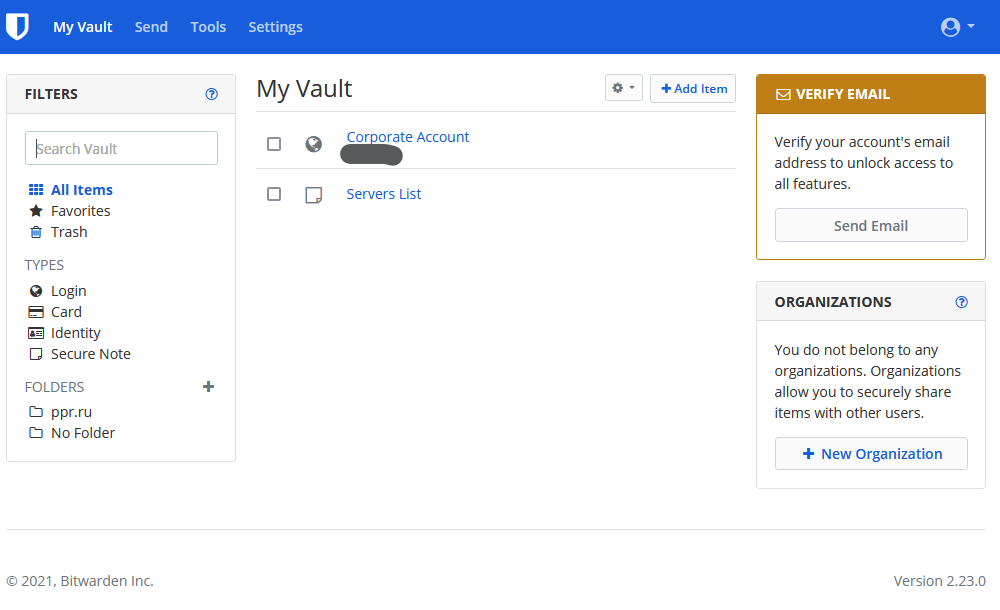 My Vault Send Tools Settings
FILTERS
Search Vault
All Items
Favorites
Trash
TYPES
Login
Card
Identity
Secure Note
FOLDERS
ppr.ru
No Folder
My Vault
Add Item
Corporate Account
Servers List
VERIFY EMAIL
Verify your account's email
address to unlock access to
all features.
Send Email
ORGANIZATIONS
You do not belong to any
organizations. Organizations
allow you to securely share
items with other users.
New Organization
© 2021, Bitwarden Inc.
Version 2.23.0